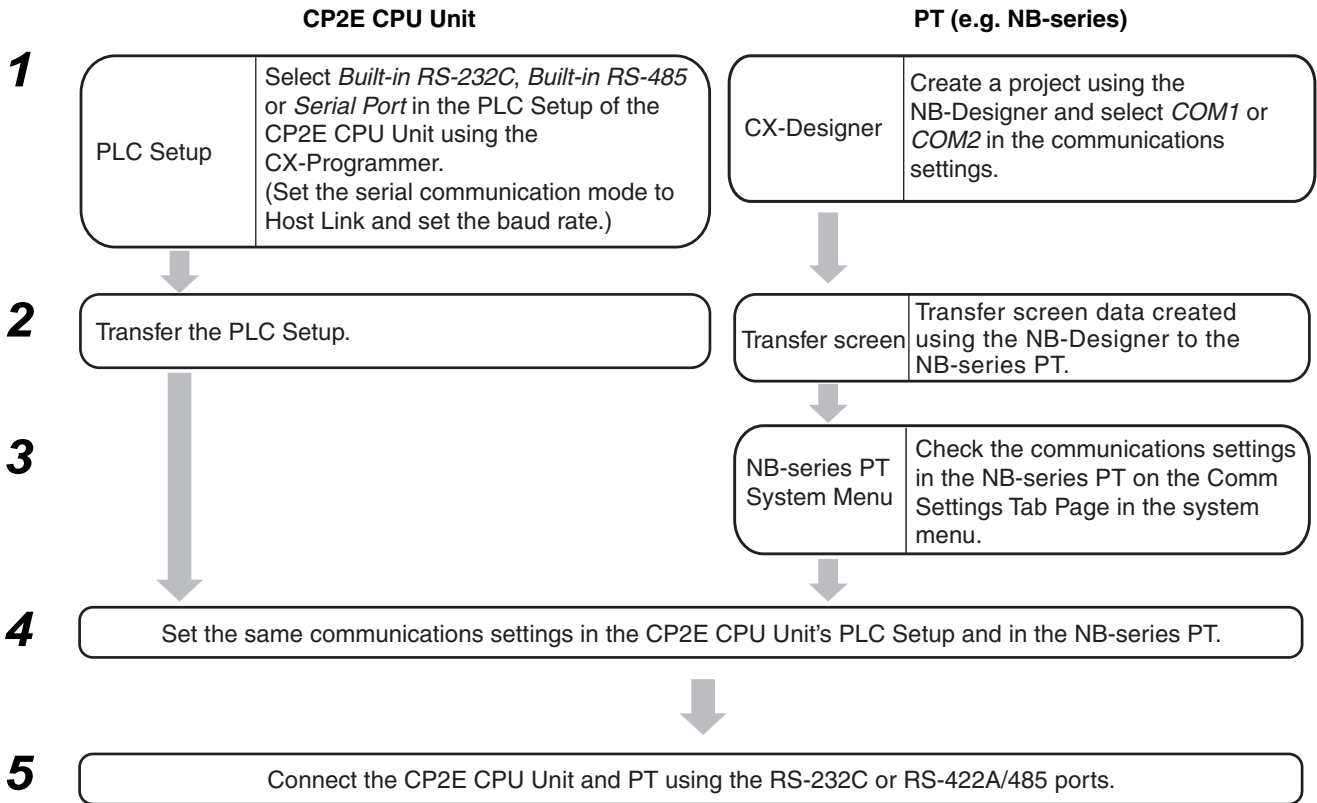 CP2E CPU Unit
PT (e.g. NB-series)
1
PLC Setup
Select Built-in RS-232C, Built-in RS-485
or Serial Port in the PLC Setup of the
CP2E CPU Unit using the
CX-Programmer.
(Set the serial communication mode to
Host Link and set the baud rate.)
CX-Designer
Create a project using the
NB-Designer and select COM1 or
COM2 in the communications
settings.
2
Transfer the PLC Setup.
Transfer screen
Transfer screen data created
using the NB-Designer to the
NB-series PT.
3
NB-series PT
System Menu
Check the communications settings
in the NB-series PT on the Comm
Settings Tab Page in the system
menu.
4
Set the same communications settings in the CP2E CPU Unit's PLC Setup and in the NB-series PT.
5
Connect the CP2E CPU Unit and PT using the RS-232C or RS-422A/485 ports.